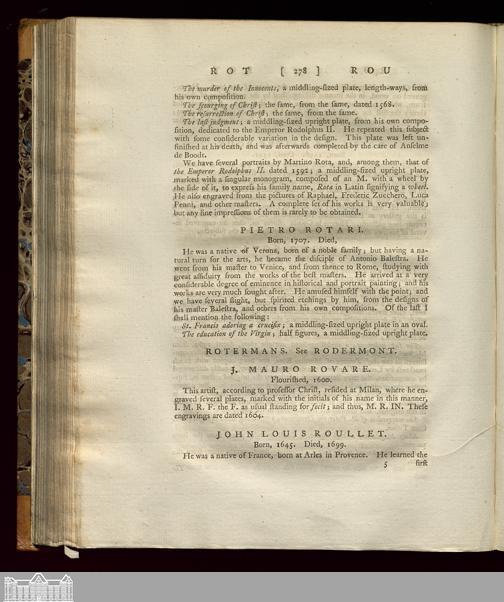 ROT [ 278 ] ROU
The murder of the Innocents, a middling-sized plate, length-ways, from
his own composition.
The ſcourging of Chriſt; the ſame, from the ſame, dated 1568.
The reſurrection of Chriſt; the ſame, from the ſame.
The laſt judgment; a middling-ſized upright plate, from his own compo-
ſition, dedicated to the Emperor Rodolphus II. He repeated this ſubject
with ſome conſiderable variation in the deſign. This plate was left un-
finiſhed at his death, and was afterwards completed by the care of Anſelme
de Boodt.
We have ſeveral portraits by Martino Rota, and, among them, that of
the Emperor Rodolphus II. dated 1592; a middling-ſized upright plate,
marked with a ſingular monogram, compoſed of an M. with a wheel by
the ſide of it, to expreſs his family name, Rota in Latin ſignifying a wheel.
He alſo engraved from the pictures of Raphael, Frederic Zucchero, Luca
Penni, and other maſters. A complete ſet of his works is very valuable;
but any fine impreſſions of them is rarely to be obtained.
PIETRO ROTARI.
Born, 1707. Died,
He was a native of Verona, born of a noble family; but having a na-
tural turn for the arts, he became the diſciple of Antonio Baleſtra. He
went from his maſter to Venice, and from thence to Rome, ſtudying with
great aſſiduity from the works of the beſt maſters. He arrived at a very
conſiderable degree of eminence in hiſtorical and portrait painting; and his
works are very much ſought after. He amuſed himſelf with the point; and
we have ſeveral ſlight, but ſpirited etchings by him, from the deſigns of
his maſter Baleſtra, and others from his own compoſitions. Of the laſt I
ſhall mention the following:
St. Francis adoring a crucifix; a middling-ſized upright plate in an oval.
The education of the Virgin; half figures, a middling-ſized upright plate.
ROTERMANS. See RODERMONT.
J. MAURO ROVARE.
Flouriſhed, 1600.
This artiſt, according to profeſſor Chriſt, reſided at Milan, where he en-
graved ſeveral plates, marked with the initials of his name in this manner,
I. M. R. F. the F. as uſual ſtanding for fecit; and thus, M. R. IN. Theſe
engravings are dated 1604.
JOHN LOUIS ROULLET.
Born, 1645. Died, 1699.
He was a native of France, born at Arles in Provence. He learned the
5 firſt